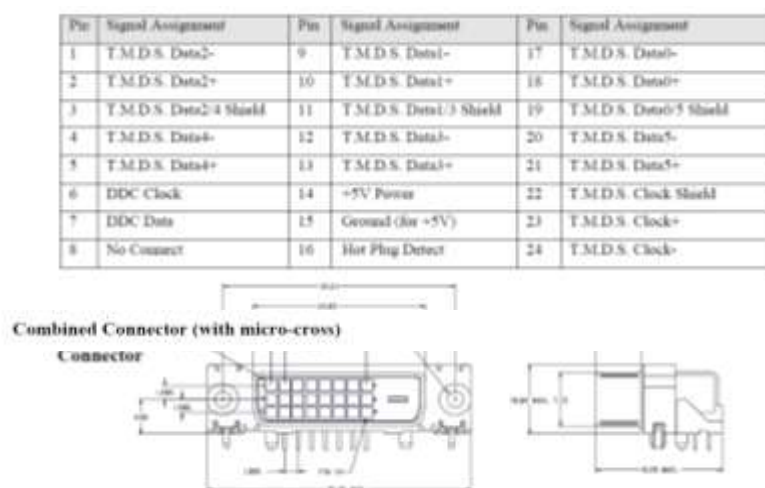 Pin Signal Assignment Pin Signal Assignment Pin Signal Assignment
1 T.M.D.S. Data2- 9 T.M.D.S. Data1- 17 T.M.D.S. Data0-
2 T.M.D.S. Data2+ 10 T.M.D.S. Data1+ 18 T.M.D.S. Data0+
3 T.M.D.S. Data2/4 Shield 11 T.M.D.S. Data1/3 Shield 19 T.M.D.S. Data0/5 Shield
4 T.M.D.S. Data4- 12 T.M.D.S. Data3- 20 T.M.D.S. Data5-
5 T.M.D.S. Data4+ 13 T.M.D.S. Data3+ 21 T.M.D.S. Data5+
6 DDC Clock 14 +5V Power 22 T.M.D.S. Clock Shield
7 DDC Data 15 Ground (for +5V) 23 T.M.D.S. Clock+
8 No Connect 16 Hot Plug Detect 24 T.M.D.S. Clock-
Combined Connector (with micro-cross)
Connector